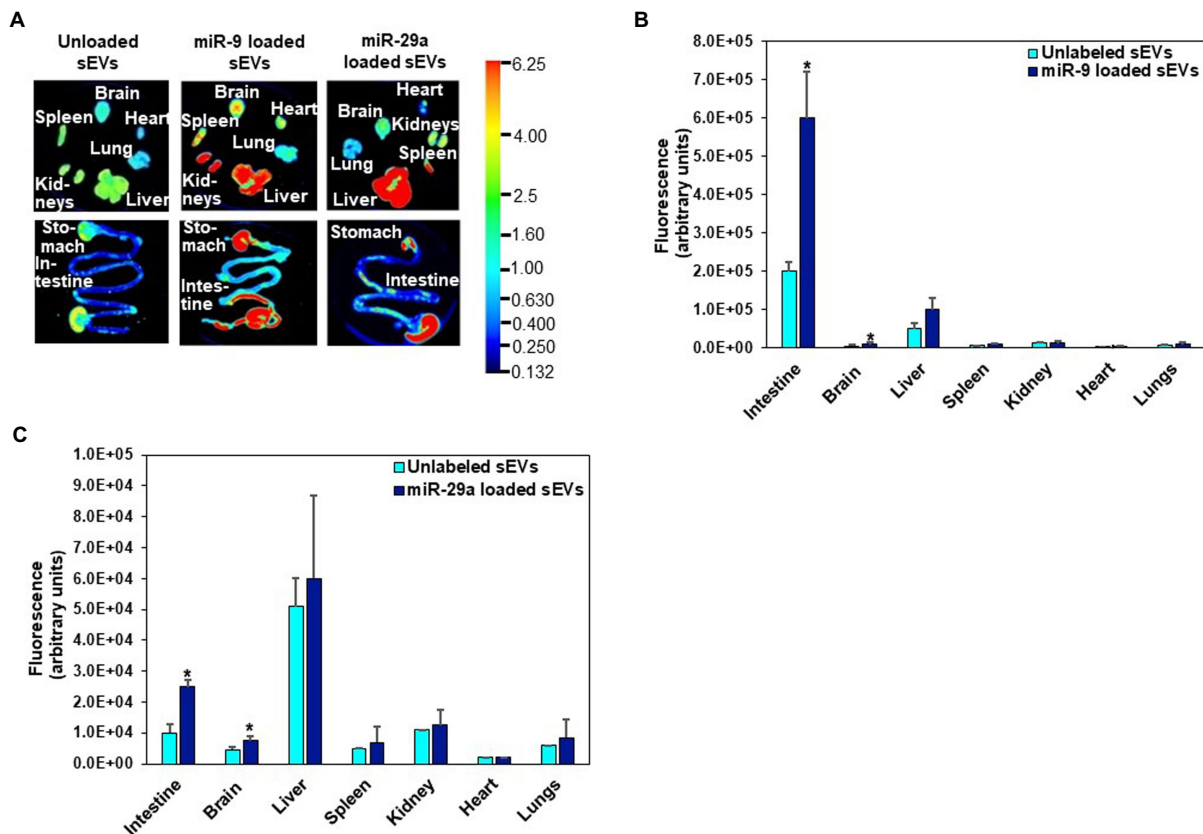 A
Unloaded
sEVs
miR-9 loaded
sEVs
miR-29a
loaded sEVs
Brain
Spleen
Heart
Lung
Kid-
neys
Liver
Brain
Heart
Spleen
Lung
Kidneys
Liver
Heart
Brain
Kidneys
Lung
Spleen
Liver
Sto-
mach
In-
testine
Sto-
mach
Intes-
tine
Stomach
Intestine
6.25
4.00
2.5
1.60
1.00
0.630
0.400
0.250
0.132
B
Fluorescence
(arbitrary units)
8.0E+05
7.0E+05
6.0E+05
5.0E+05
4.0E+05
3.0E+05
2.0E+05
1.0E+05
0.0E+00
Unlabeled sEVs
miR-9 loaded sEVs
*
*
Intestine
Brain
Liver
Spleen
Kidney
Heart
Lungs
C
Fluorescence
(arbitrary units)
1.0E+05
9.0E+04
8.0E+04
7.0E+04
6.0E+04
5.0E+04
4.0E+04
3.0E+04
2.0E+04
1.0E+04
0.0E+00
Unlabeled sEVs
miR-29a loaded sEVs
*
*
Intestine
Brain
Liver
Spleen
Kidney
Heart
Lungs